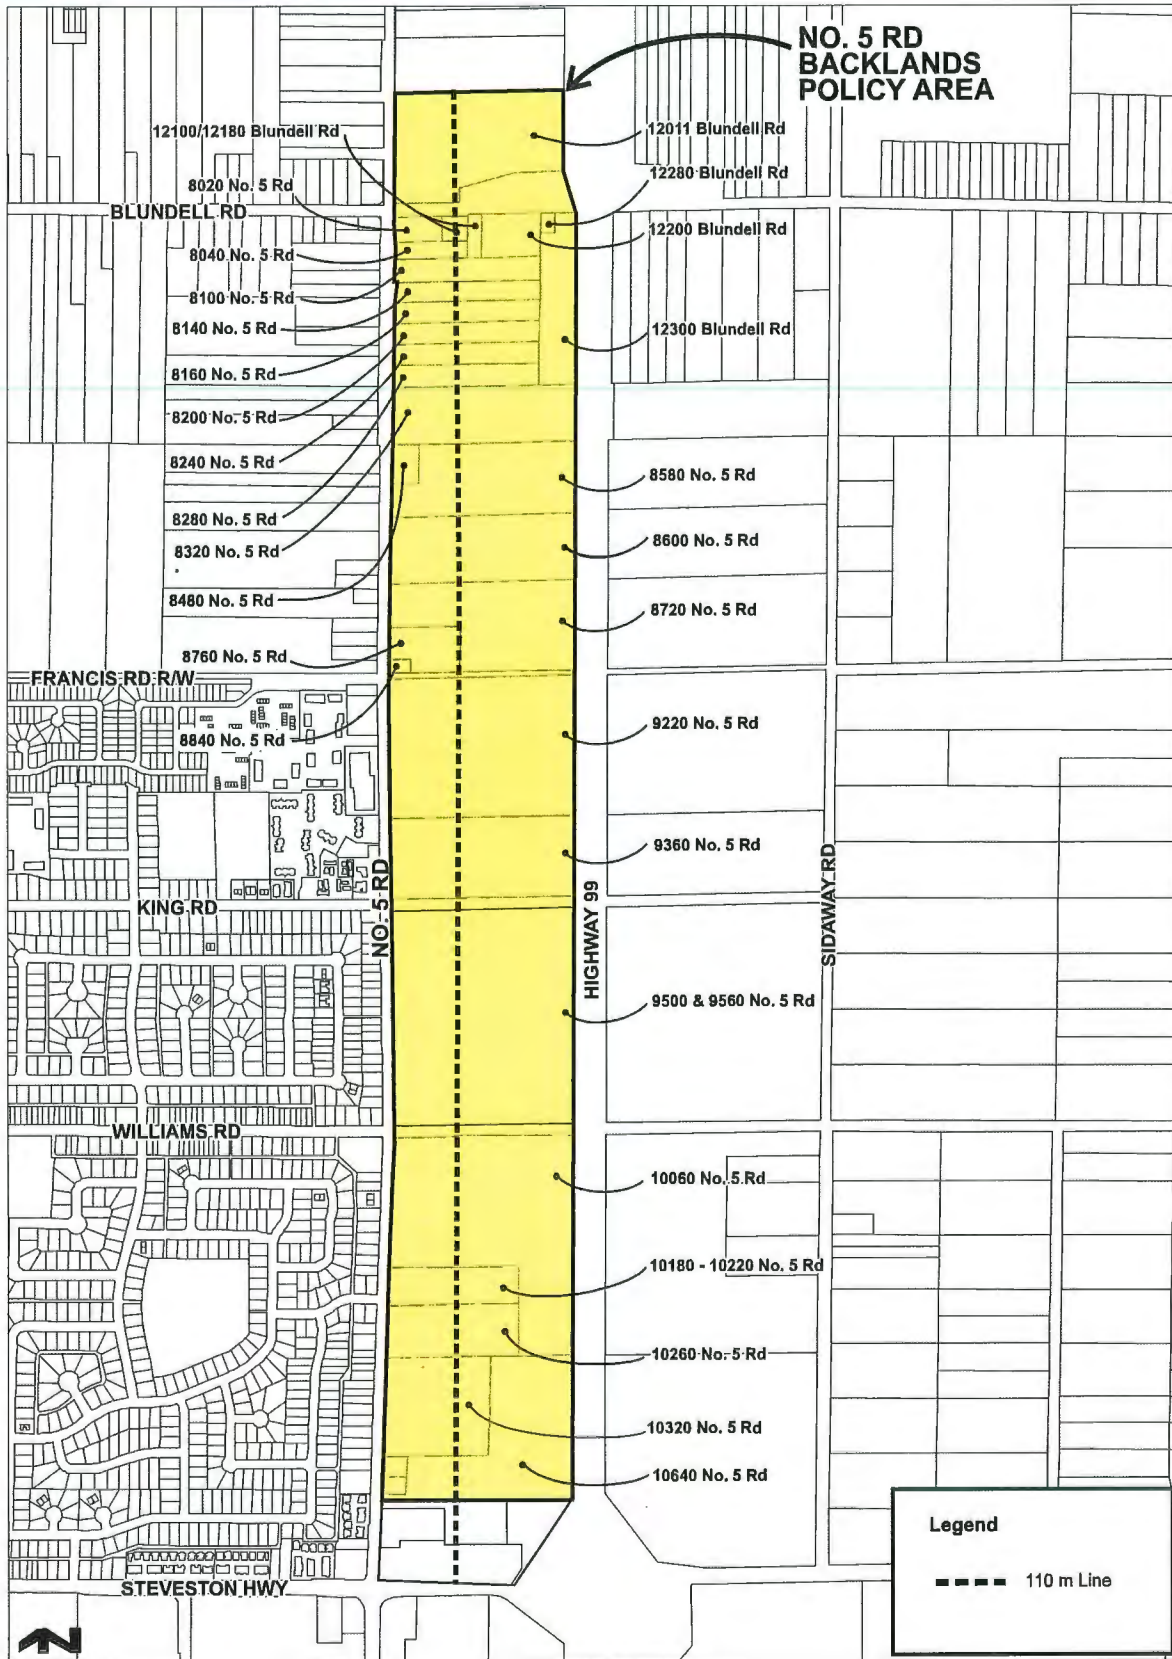 NO. 5 RD
BACKLANDS
POLICY AREA
12100/12180 Blundell Rd
12011 Blundell Rd
8020 No. 5 Rd
12280 Blundell Rd
BLUNDELL RD
12200 Blundell Rd
8040 No. 5 Rd
8100 No. 5 Rd
8140 No. 5 Rd
12300 Blundell Rd
8160 No. 5 Rd
8200 No. 5 Rd
8240 No. 5 Rd
8580 No. 5 Rd
8280 No. 5 Rd
8320 No. 5 Rd
8600 No. 5 Rd
8480 No. 5 Rd
8720 No. 5 Rd
8760 No. 5 Rd
FRANCIS RD R/W
8840 No. 5 Rd
9220 No. 5 Rd
9360 No. 5 Rd
KING RD
NO. 5 RD
HIGHWAY 99
SIDAWAY RD
9500 & 9560 No. 5 Rd
WILLIAMS RD
10060 No. 5 Rd
10180 - 10220 No. 5 Rd
10260 No. 5 Rd
10320 No. 5 Rd
10640 No. 5 Rd
Legend
110 m Line
STEVESTON HWY
N